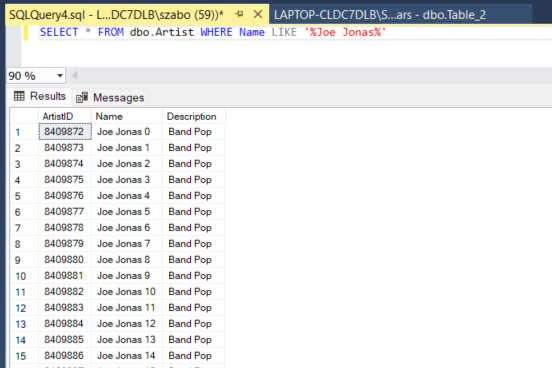 SQLQuery4.sql - L...DC7DLB\szabo (59))* LAPTOP-CLDC7DLB\S...ars - dbo.Table_2
SELECT * FROM dbo.Artist WHERE Name LIKE '%Joe Jonas%'
90 %
Results Messages
ArtistID Name Description
1 8409872 Joe Jonas 0 Band Pop
2 8409873 Joe Jonas 1 Band Pop
3 8409874 Joe Jonas 2 Band Pop
4 8409875 Joe Jonas 3 Band Pop
5 8409876 Joe Jonas 4 Band Pop
6 8409877 Joe Jonas 5 Band Pop
7 8409878 Joe Jonas 6 Band Pop
8 8409879 Joe Jonas 7 Band Pop
9 8409880 Joe Jonas 8 Band Pop
10 8409881 Joe Jonas 9 Band Pop
11 8409882 Joe Jonas 10 Band Pop
12 8409883 Joe Jonas 11 Band Pop
13 8409884 Joe Jonas 12 Band Pop
14 8409885 Joe Jonas 13 Band Pop
15 8409886 Joe Jonas 14 Band Pop